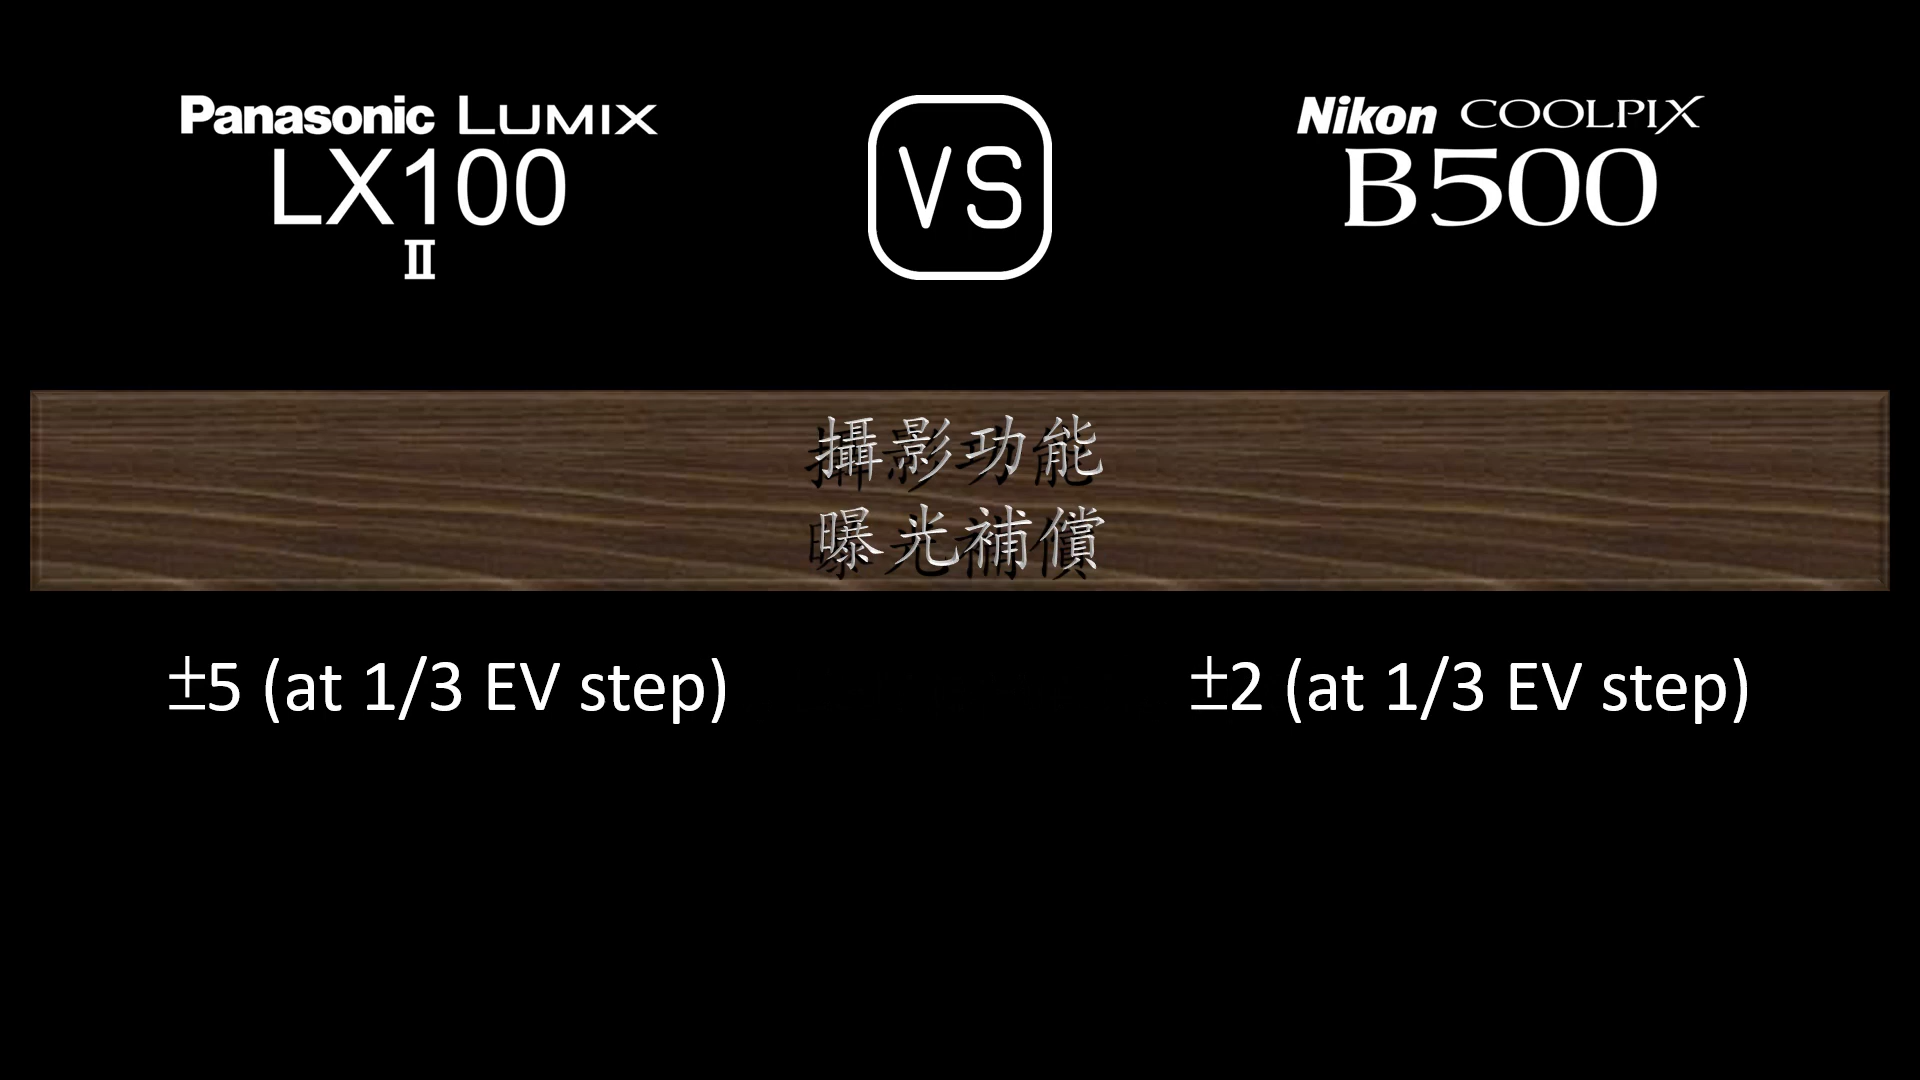 Panasonic LUMIX
LX100
II
VS
Nikon COOLPIX
B500
攝影功能
曝光補償
±5 (at 1/3 EV step)
±2 (at 1/3 EV step)